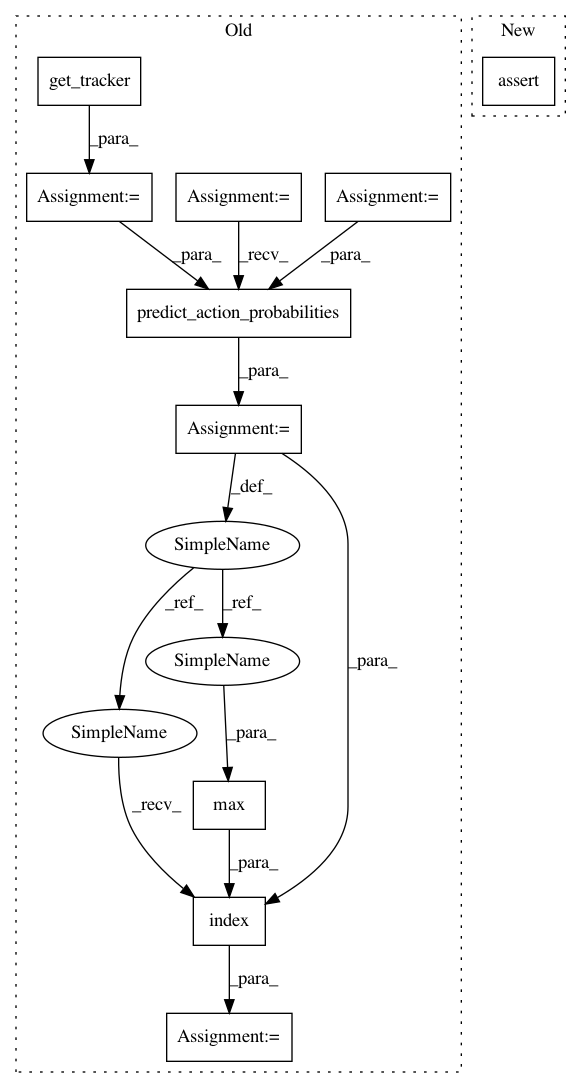 Old
New
get_tracker
assert
_para_
Assignment:=
Assignment:=
Assignment:=
_para_
_recv_
_para_
predict_action_probabilities
_para_
Assignment:=
_def_
SimpleName
_ref_
_ref_
SimpleName
_para_
SimpleName
_para_
_recv_
max
_para_
index
_para_
Assignment:=